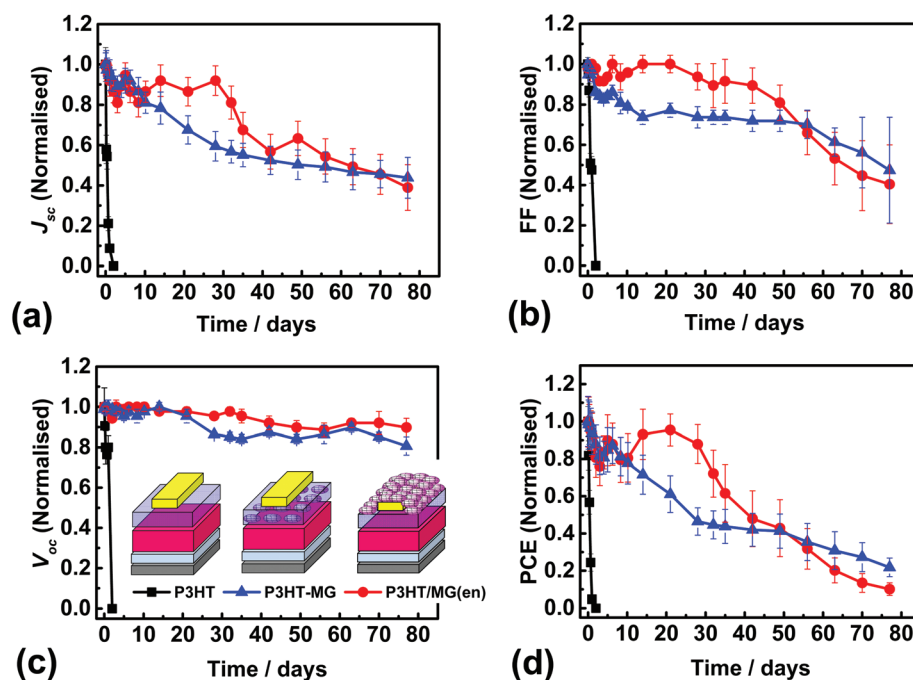 1.2
1.0
0.8
0.6
0.4
0.2
0.0
J_sc (Normalised)
0 10 20 30 40 50 60 70 80
Time / days
(a)
1.2
1.0
0.8
0.6
0.4
0.2
0.0
FF (Normalised)
0 10 20 30 40 50 60 70 80
Time / days
(b)
1.2
1.0
0.8
0.6
0.4
0.2
0.0
V_oc (Normalised)
P3HT P3HT-MG P3HT/MG(en)
0 10 20 30 40 50 60 70 80
Time / days
(c)
1.2
1.0
0.8
0.6
0.4
0.2
0.0
PCE (Normalised)
0 10 20 30 40 50 60 70 80
Time / days
(d)